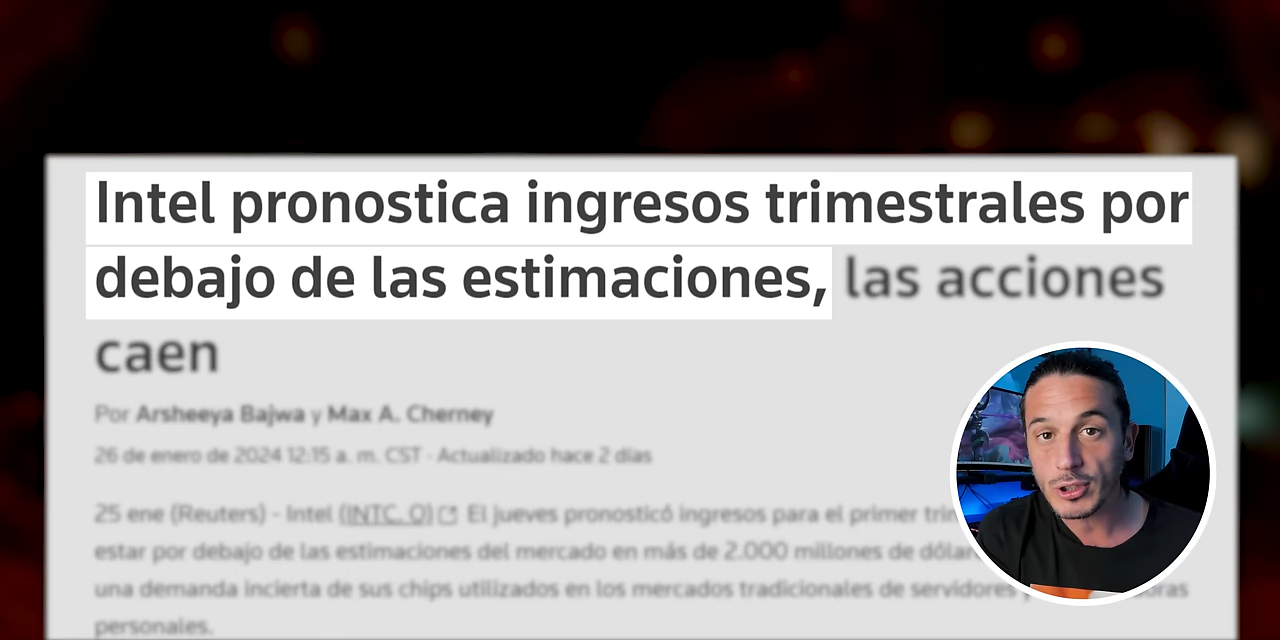 Intel pronostica ingresos trimestrales por
debajo de las estimaciones, las acciones
caen
Por Arsheeya Bajwa y Max A. Cherney
26 de enero de 2024 12:15 a. m. CST · Actualizado hace 2 días
25 ene (Reuters) - Intel (INTC. O) El jueves pronosticó ingresos para el primer
estar por debajo de las estimaciones del mercado en más de 2.000 millones de
una demanda incierta de sus chips utilizados en los mercados tradicionales de servidores
personales.